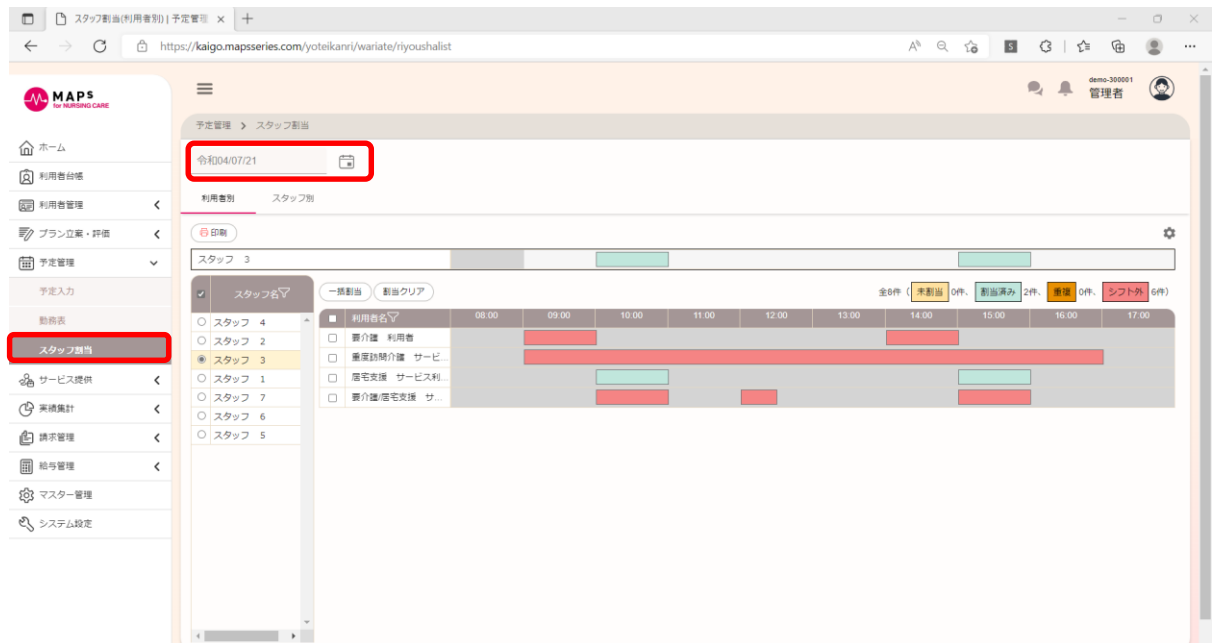 スタッフ割当(利用者別) | 予定管理
https://kaigo.mapsseries.com/yoteikanri/wariate/riyoushalist
MAPS
for NURSING CARE
demo-300001
管理者
予定管理 > スタッフ割当
ホーム
利用者台帳
利用者管理
プラン立案・評価
予定管理
予定入力
勤務表
スタッフ割当
サービス提供
実績集計
請求管理
給与管理
マスター管理
システム設定
令和04/07/21
利用者別 スタッフ別
印刷
スタッフ 3
スタッフ名
スタッフ 4
スタッフ 2
スタッフ 3
スタッフ 1
スタッフ 7
スタッフ 6
スタッフ 5
一括割当 割当クリア
全8件 ( 未割当 0件、 割当済み 2件、 重複 0件、 シフト外 6件)
利用者名 08:00 09:00 10:00 11:00 12:00 13:00 14:00 15:00 16:00 17:00
要介護 利用者
重度訪問介護 サービ...
居宅支援 サービス利...
要介護/居宅支援 サ...